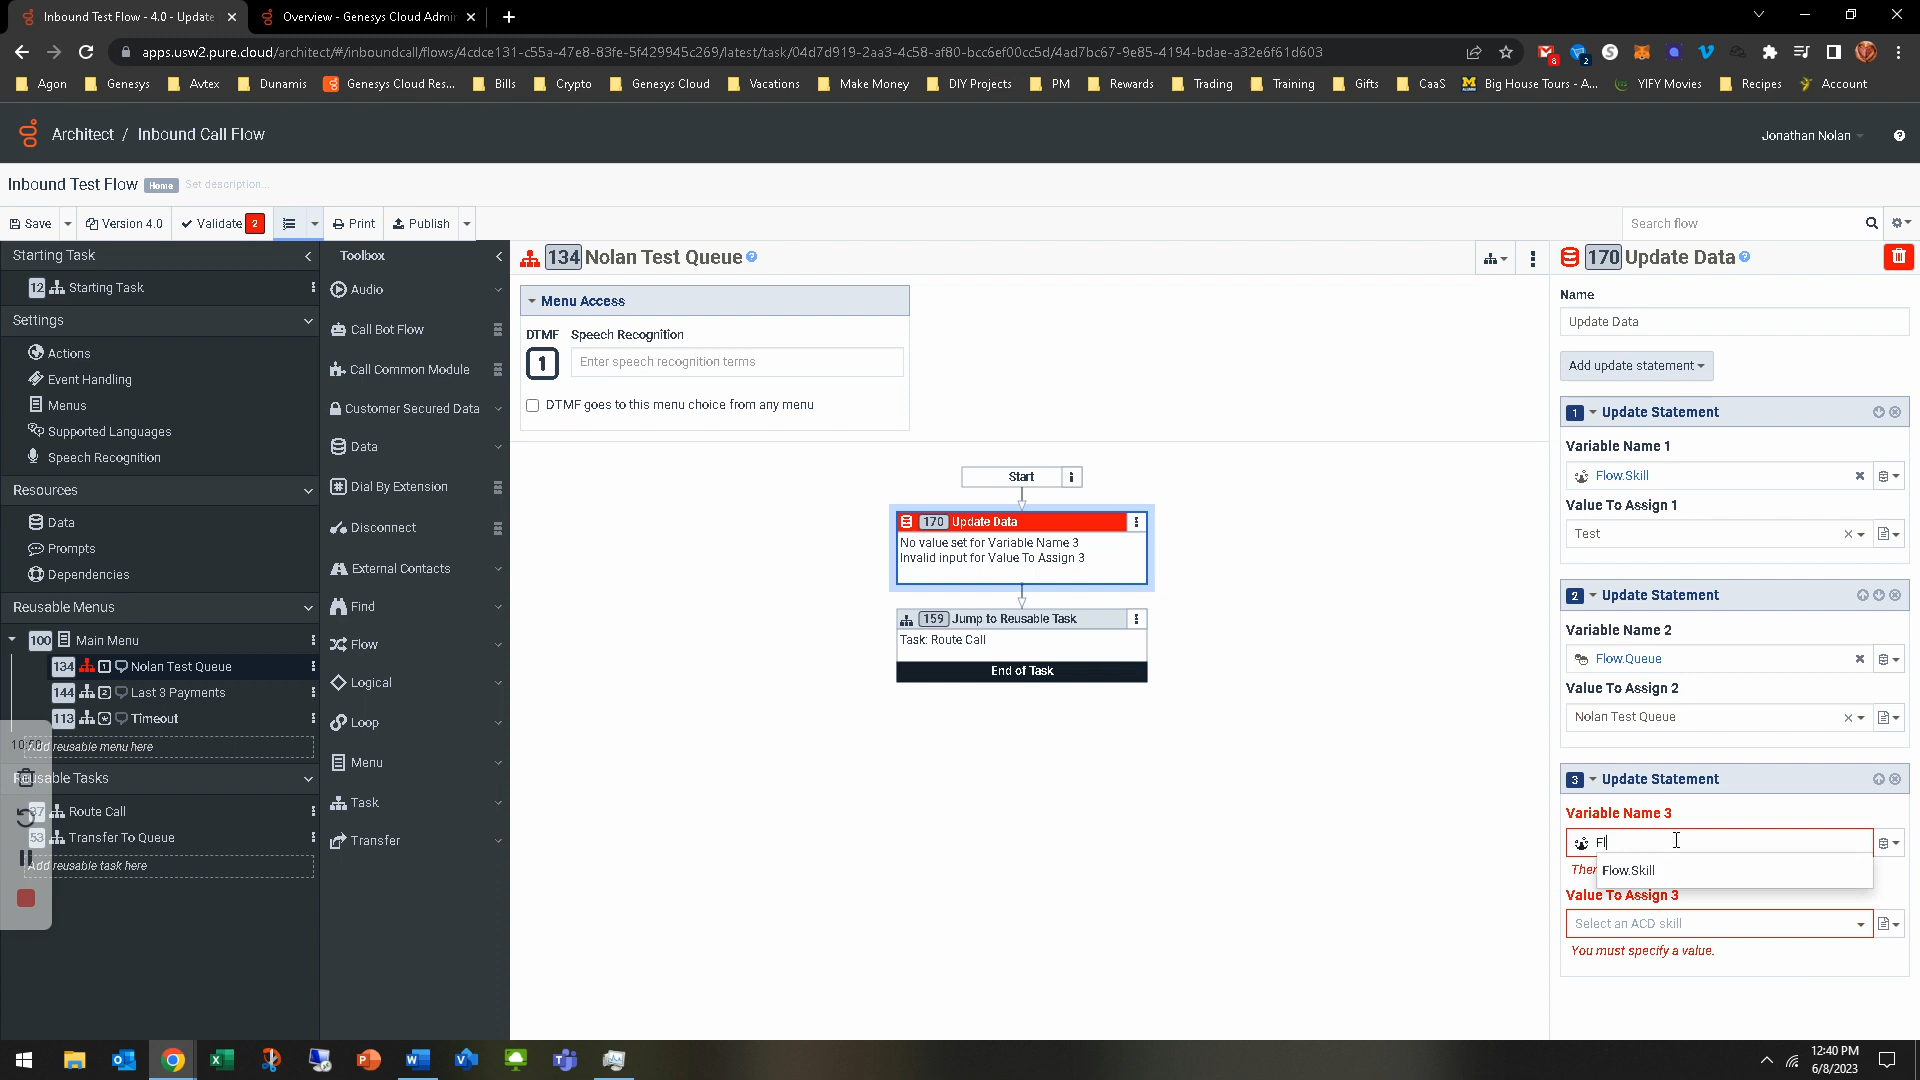 Inbound Test Flow - 4.0 - Update
Overview - Genesys Cloud Admin
apps.usw2.pure.cloud/architect/#/inboundcall/flows/4cdce131-c55a-47e8-83fe-5f429945c269/latest/task/04d7d919-2aa3-4c58-af80-bcc6ef00cc5d/4ad7bc67-9e85-4194-bdae-a32e6f61d603
8
2
Agon
Genesys
Avtex
Dunamis
Genesys Cloud Res...
Bills
Crypto
Genesys Cloud
Vacations
Make Money
DIY Projects
PM
Rewards
Trading
Training
Gifts
CaaS
Big House Tours - A...
YIFY Movies
Recipes
Account
Architect / Inbound Call Flow
Jonathan Nolan
Inbound Test Flow Home Set description...
Save
Version 4.0
Validate 2
Print
Publish
Search flow
Starting Task
12 Starting Task
Settings
Actions
Event Handling
Menus
Supported Languages
Speech Recognition
Resources
Data
Prompts
Dependencies
Reusable Menus
100 Main Menu
134 1 Nolan Test Queue
144 2 Last 3 Payments
113 * Timeout
Add reusable menu here
Reusable Tasks
37 Route Call
53 Transfer To Queue
Add reusable task here
Toolbox
Audio
Call Bot Flow
Call Common Module
Customer Secured Data
Data
Dial By Extension
Disconnect
External Contacts
Find
Flow
Logical
Loop
Menu
Task
Transfer
134 Nolan Test Queue
Menu Access
DTMF Speech Recognition
1 Enter speech recognition terms
DTMF goes to this menu choice from any menu
Start
170 Update Data
No value set for Variable Name 3
Invalid input for Value To Assign 3
159 Jump to Reusable Task
Task: Route Call
End of Task
170 Update Data
Name
Update Data
Add update statement
1 Update Statement
Variable Name 1
Flow.Skill
Value To Assign 1
Test
2 Update Statement
Variable Name 2
Flow.Queue
Value To Assign 2
Nolan Test Queue
3 Update Statement
Variable Name 3
Fl
Flow.Skill
Value To Assign 3
Select an ACD skill
You must specify a value.
12:40 PM
6/8/2023